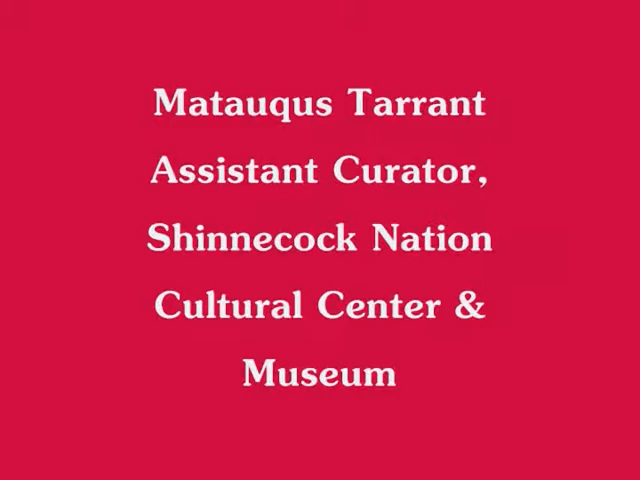 Matauqus Tarrant
Assistant Curator,
Shinnecock Nation
Cultural Center &
Museum